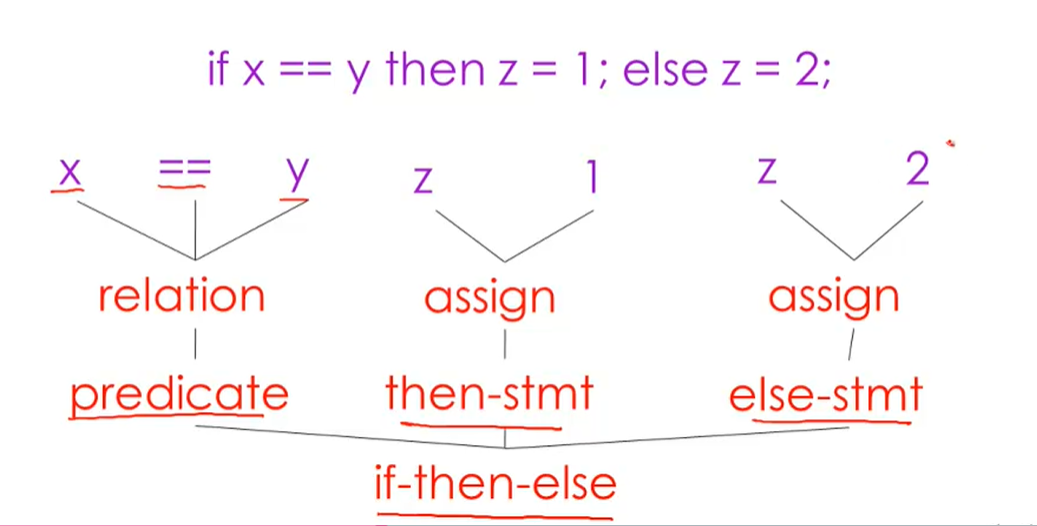 if x == y then z = 1; else z = 2;
x == y z 1 z 2
relation assign assign
predicate then-stmt else-stmt
if-then-else